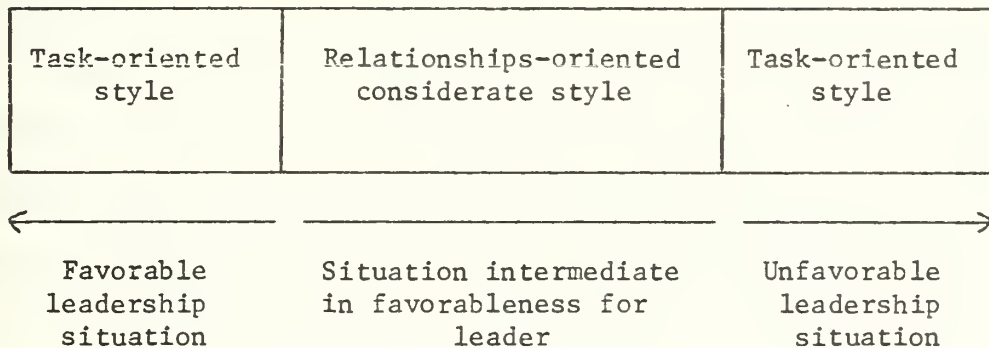 Task-oriented
style
Relationships-oriented
considerate style
Task-oriented
style
Favorable
leadership
situation
Situation intermediate
in favorableness for
leader
Unfavorable
leadership
situation